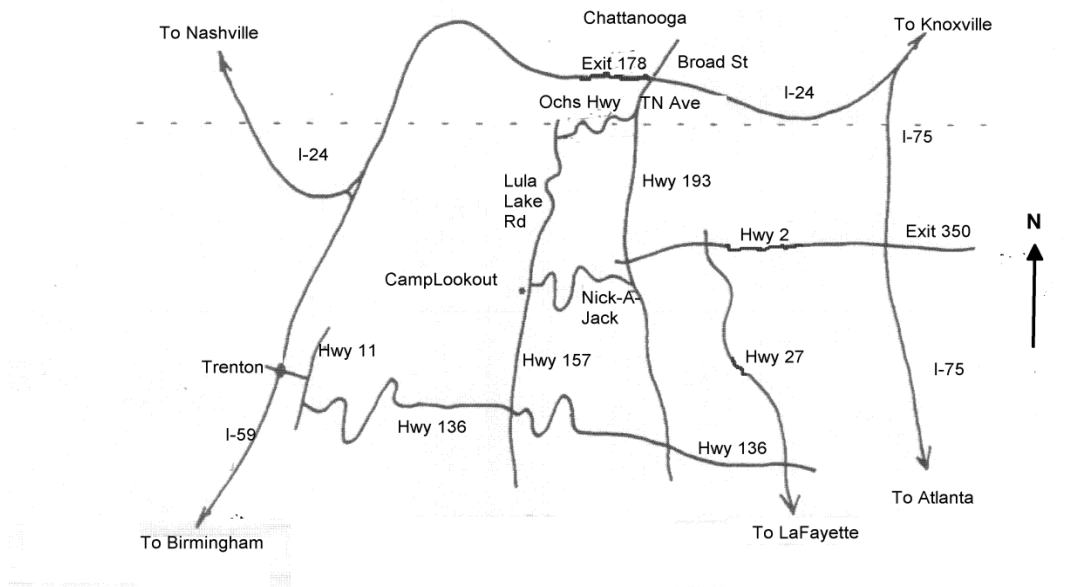 Chattanooga
To Knoxville
To Nashville
Exit 178
Broad St
Ochs Hwy
TN Ave
I-24
I-75
I-24
Lula
Lake
Rd
Hwy 193
N
Hwy 2
Exit 350
CampLookout
Nick-A-
Jack
Hwy 11
Trenton
Hwy 157
Hwy 27
I-75
Hwy 136
I-59
Hwy 136
To Atlanta
To Birmingham
To LaFayette